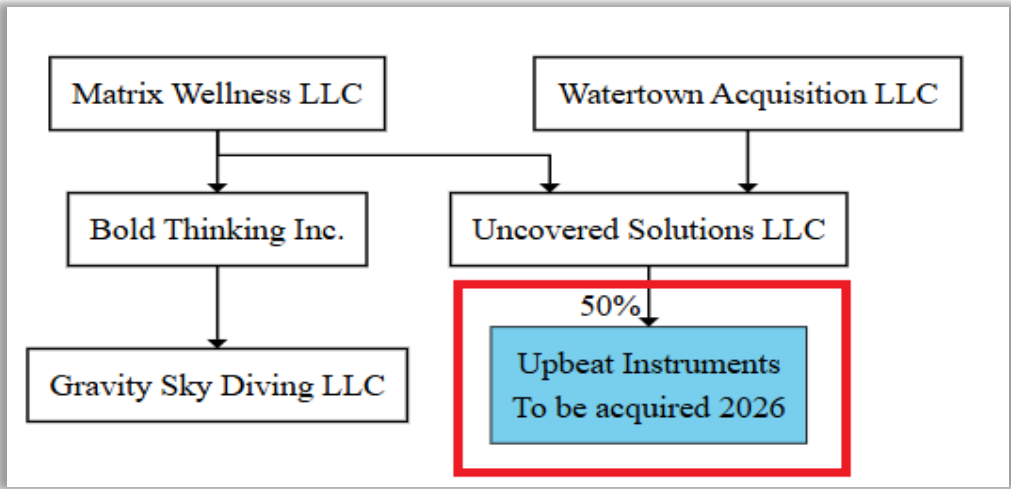 Matrix Wellness LLC
Watertown Acquisition LLC
Bold Thinking Inc.
Uncovered Solutions LLC
50%
Gravity Sky Diving LLC
Upbeat Instruments
To be acquired 2026